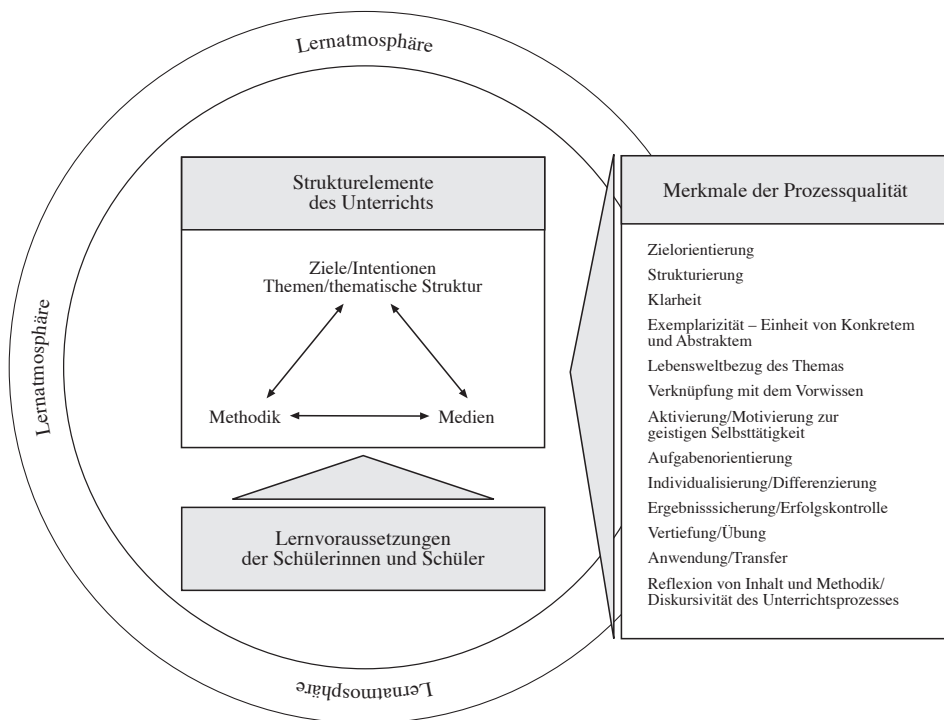 Lernatmosphäre
Lernatmosphäre
Strukturelemente
des Unterrichts
Ziele/Intentionen
Themen/thematische Struktur
Methodik
Medien
Lernvoraussetzungen
der Schülerinnen und Schüler
Lernatmosphäre
Merkmale der Prozessqualität
Zielorientierung
Strukturierung
Klarheit
Exemplarizität – Einheit von Konkretem
und Abstraktem
Lebensweltbezug des Themas
Verknüpfung mit dem Vorwissen
Aktivierung/Motivierung zur
geistigen Selbsttätigkeit
Aufgabenorientierung
Individualisierung/Differenzierung
Ergebnisssicherung/Erfolgskontrolle
Vertiefung/Übung
Anwendung/Transfer
Reflexion von Inhalt und Methodik/
Diskursivität des Unterrichtsprozesses